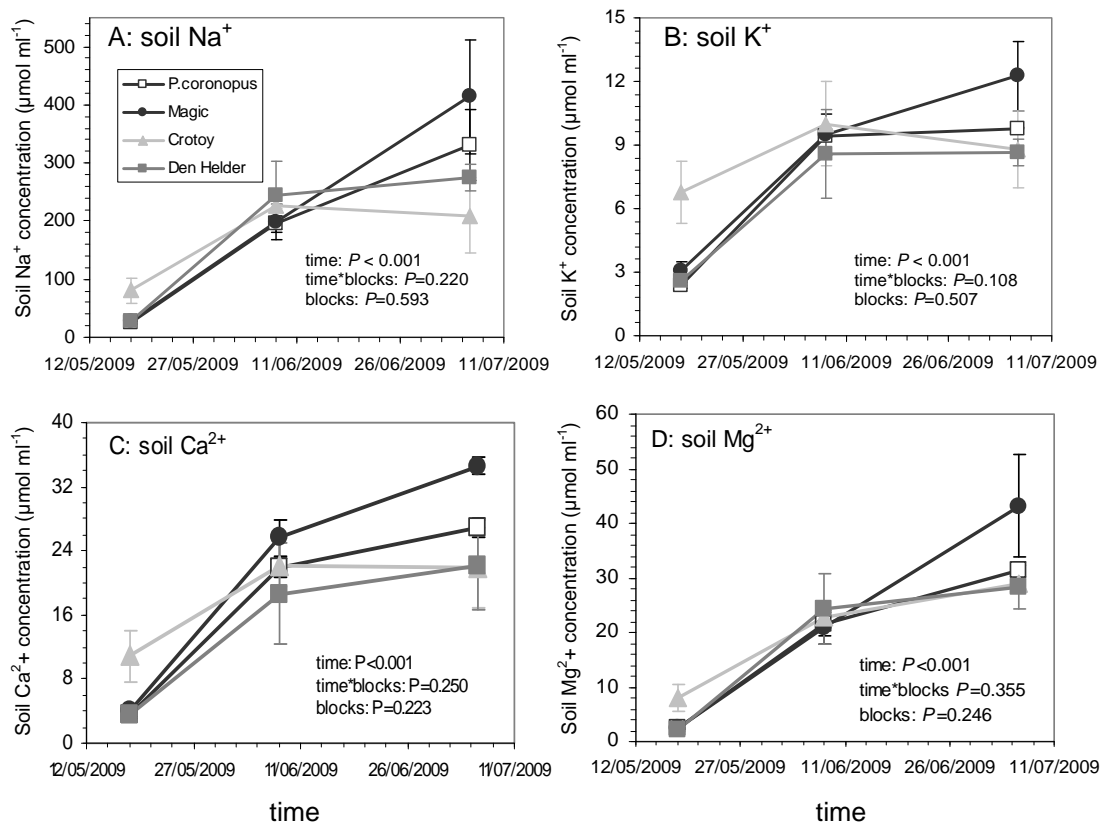 A: soil Na⁺
Soil Na⁺ concentration (µmol ml⁻¹)
500
400
300
200
100
0
P.coronopus
Magic
Crotoy
Den Helder
time: P < 0.001
time*blocks: P=0.220
blocks: P=0.593
12/05/2009 27/05/2009 11/06/2009 26/06/2009 11/07/2009
B: soil K⁺
Soil K⁺ concentration (µmol ml⁻¹)
15
12
9
6
3
0
time: P < 0.001
time*blocks: P=0.108
blocks: P=0.507
12/05/2009 27/05/2009 11/06/2009 26/06/2009 11/07/2009
C: soil Ca²⁺
Soil Ca²+ concentration (µmol ml⁻¹)
40
32
24
16
8
0
time: P<0.001
time*blocks: P=0.250
blocks: P=0.223
12/05/2009 27/05/2009 11/06/2009 26/06/2009 11/07/2009
time
D: soil Mg²⁺
Soil Mg²⁺ concentration (µmol ml⁻¹)
60
50
40
30
20
10
0
time: P<0.001
time*blocks P=0.355
blocks: P=0.246
12/05/2009 27/05/2009 11/06/2009 26/06/2009 11/07/2009
time